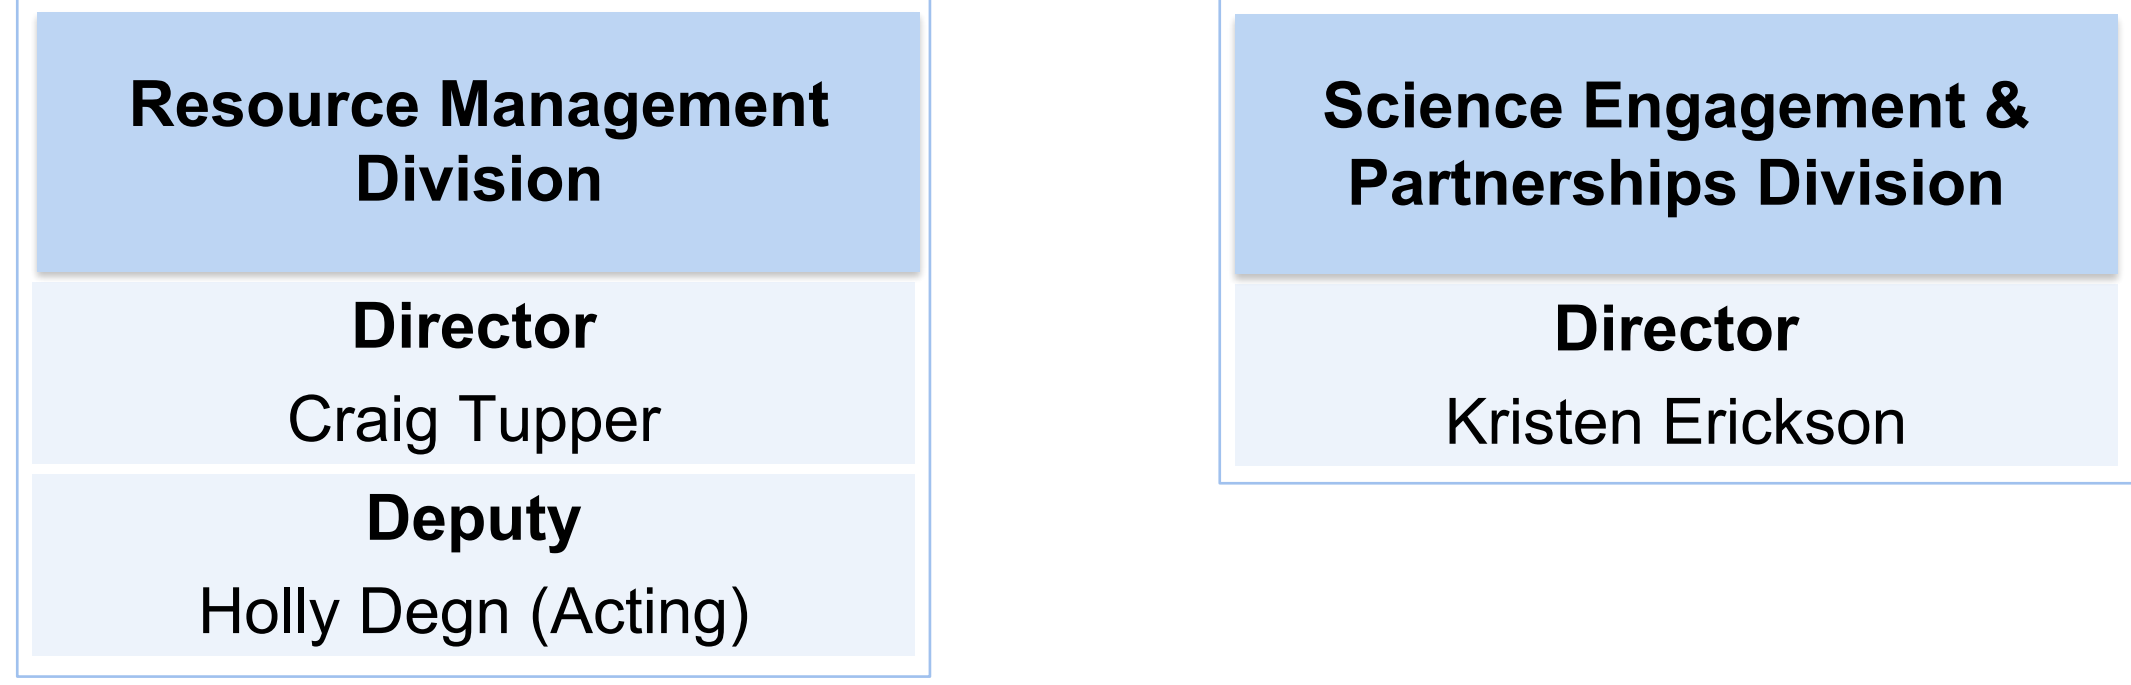 Resource Management
Division
Director
Craig Tupper
Deputy
Holly Degn (Acting)
Science Engagement &
Partnerships Division
Director
Kristen Erickson